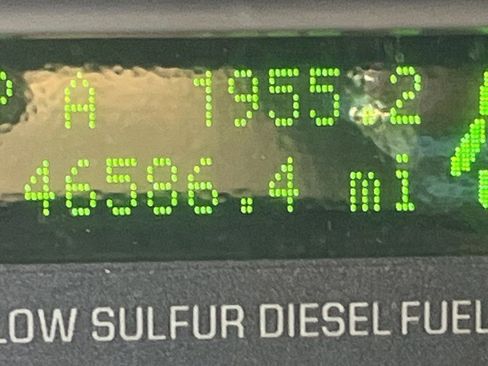 P A 1955.2
46586.4 mi
LOW SULFUR DIESEL FUEL